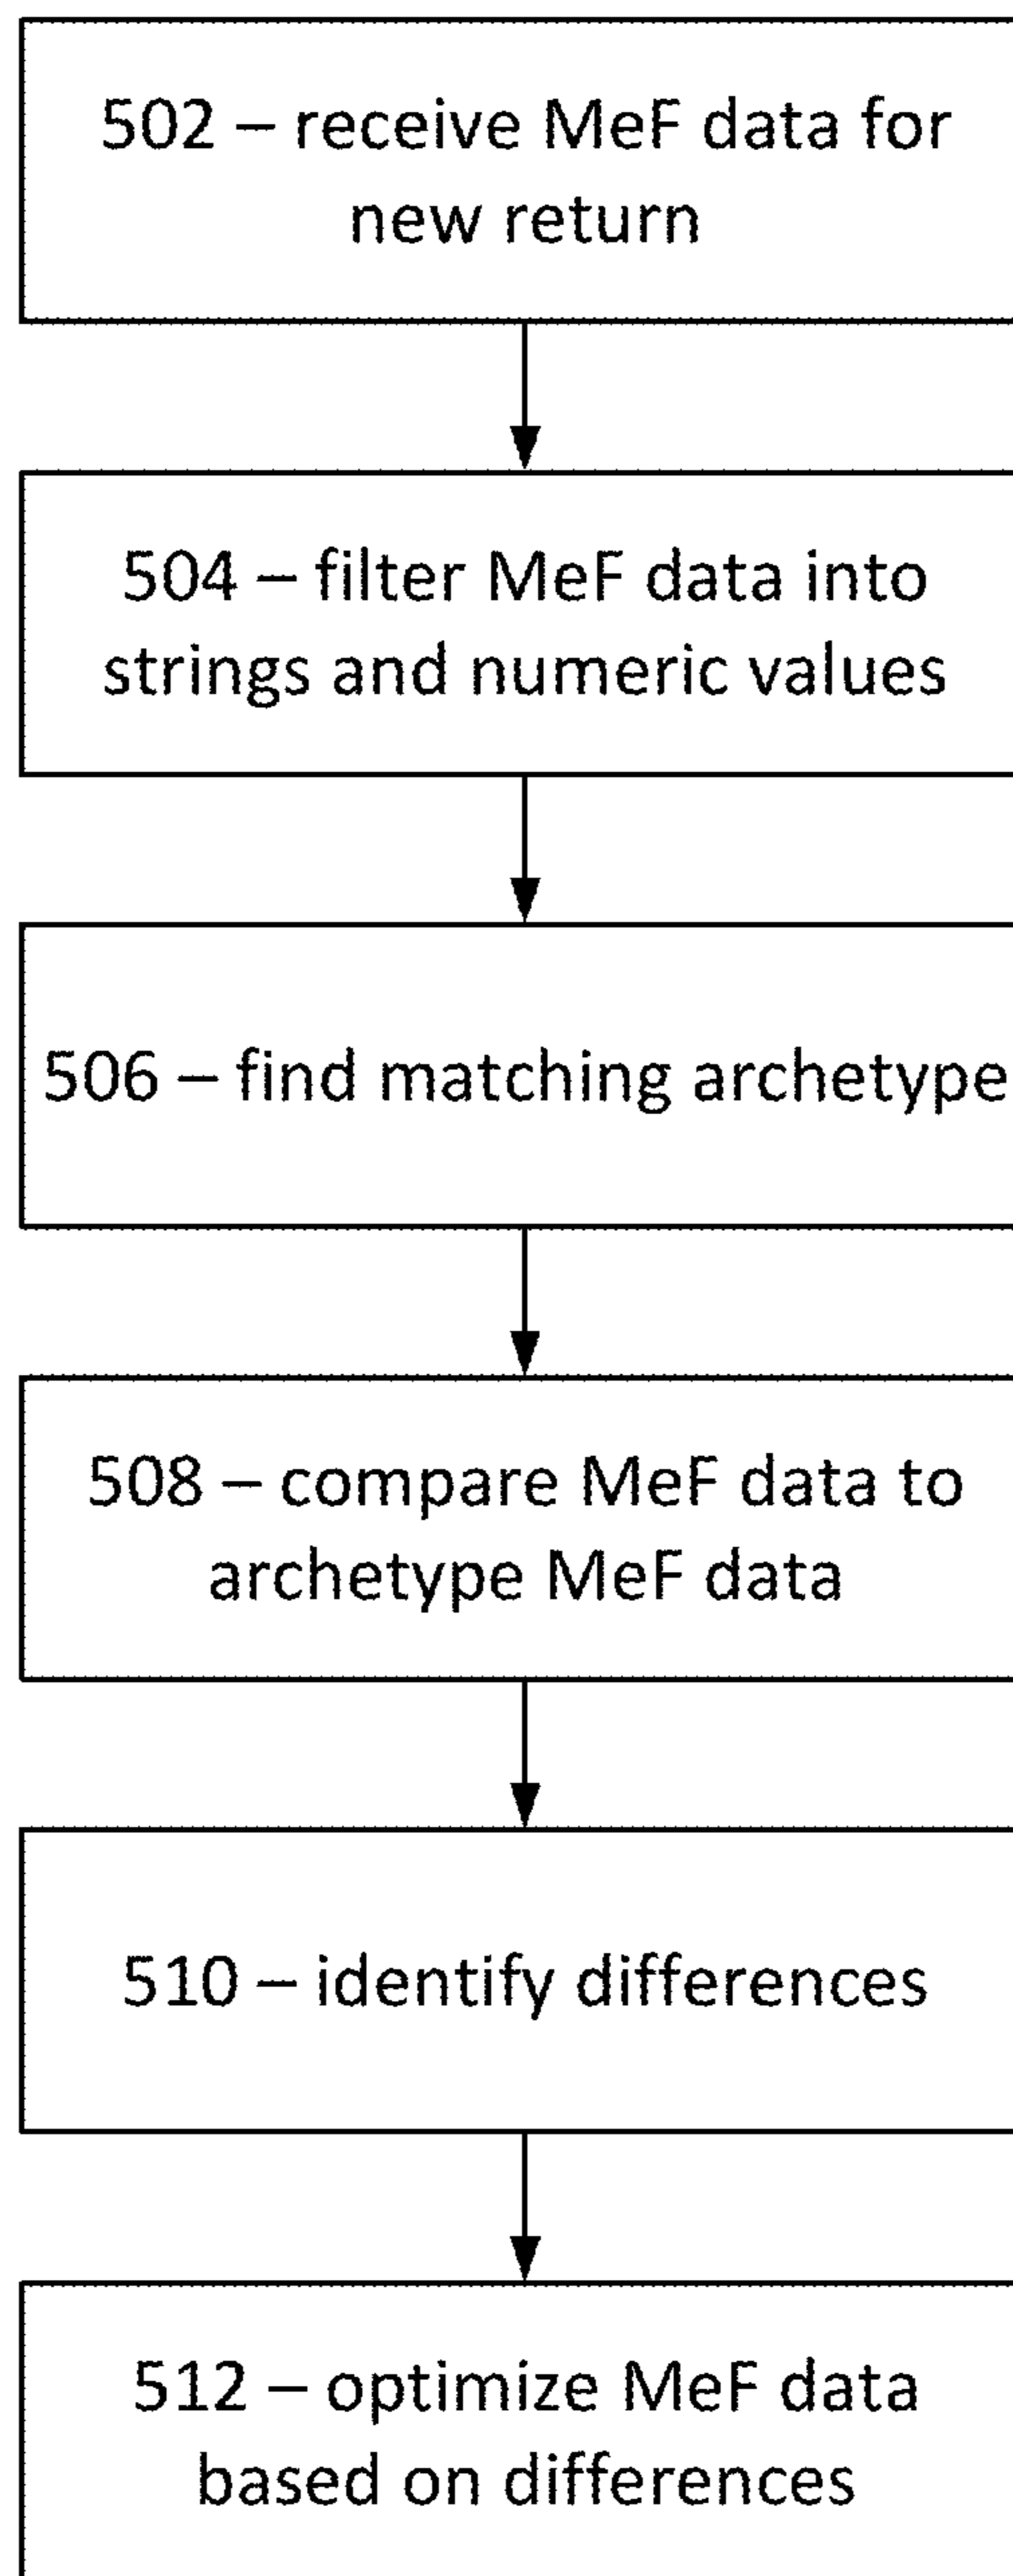 502 – receive MeF data for
new return
504 – filter MeF data into
strings and numeric values
506 – find matching archetype
508 – compare MeF data to
archetype MeF data
510 – identify differences
512 – optimize MeF data
based on differences